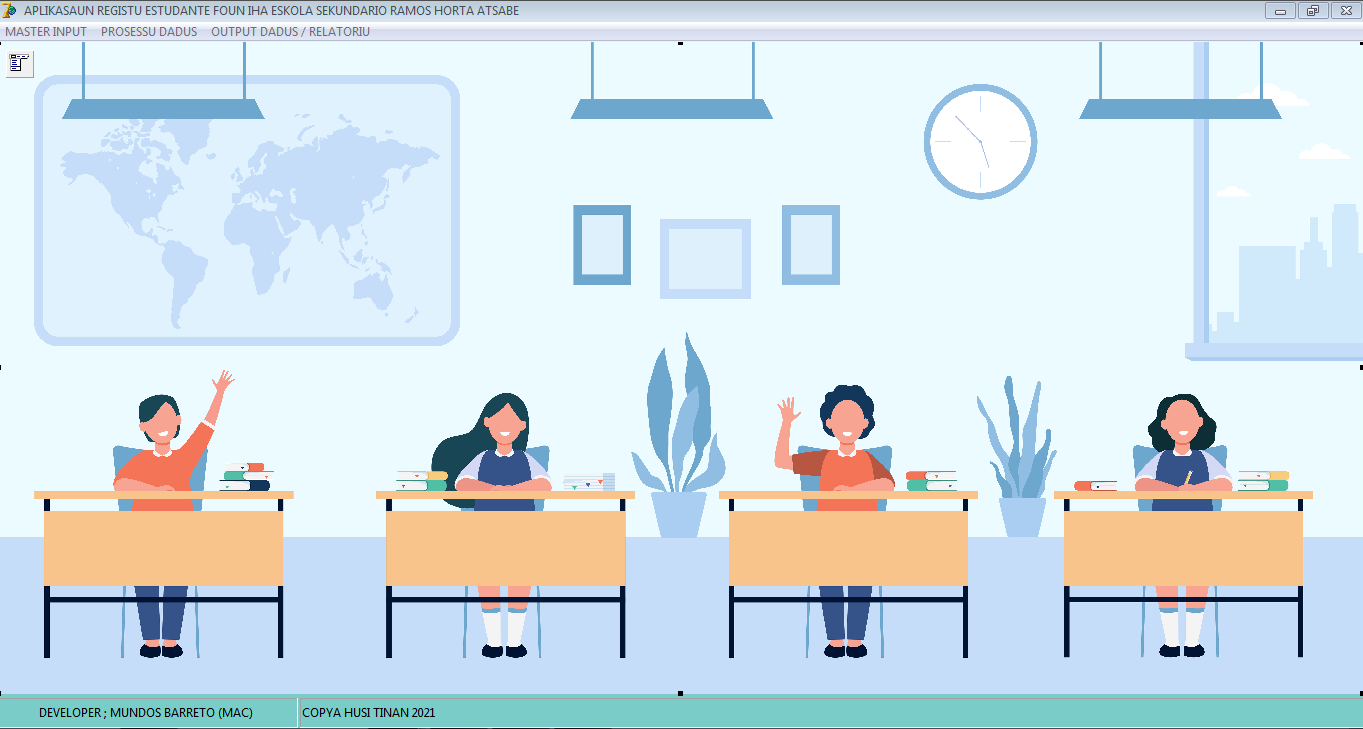 APLIKASAUN REGISTU ESTUDANTE FOUN IHA ESKOLA SEKUNDARIO RAMOS HORTA ATSABE
MASTER INPUT PROSESSU DADUS OUTPUT DADUS / RELATORIU
DEVELOPER ; MUNDOS BARRETO (MAC) COPYA HUSI TINAN 2021